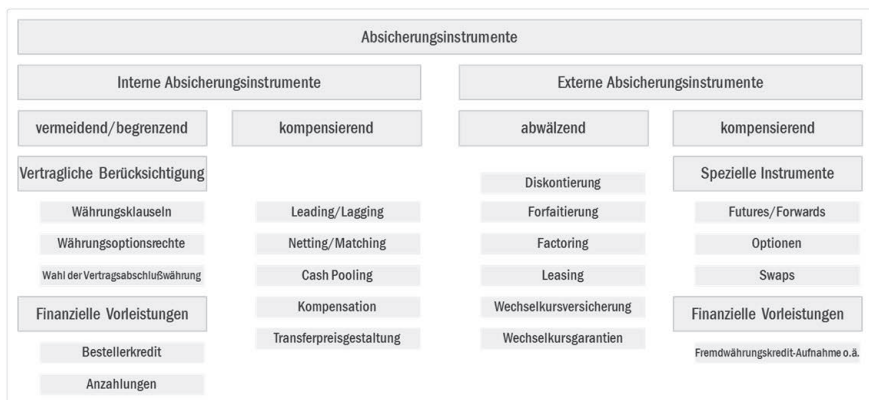 Absicherungsinstrumente
Interne Absicherungsinstrumente
Externe Absicherungsinstrumente
vermeidend/begrenzend
kompensierend
abwälzend
kompensierend
Vertragliche Berücksichtigung
Währungsklauseln
Währungsoptionsrechte
Wahl der Vertragsabschlußwährung
Finanzielle Vorleistungen
Bestellerkredit
Anzahlungen
Leading/Lagging
Netting/Matching
Cash Pooling
Kompensation
Transferpreisgestaltung
Diskontierung
Forfaitierung
Factoring
Leasing
Wechselkursversicherung
Wechselkursgarantien
Spezielle Instrumente
Futures/Forwards
Optionen
Swaps
Finanzielle Vorleistungen
Fremdwährungskredit-Aufnahme o.ä.